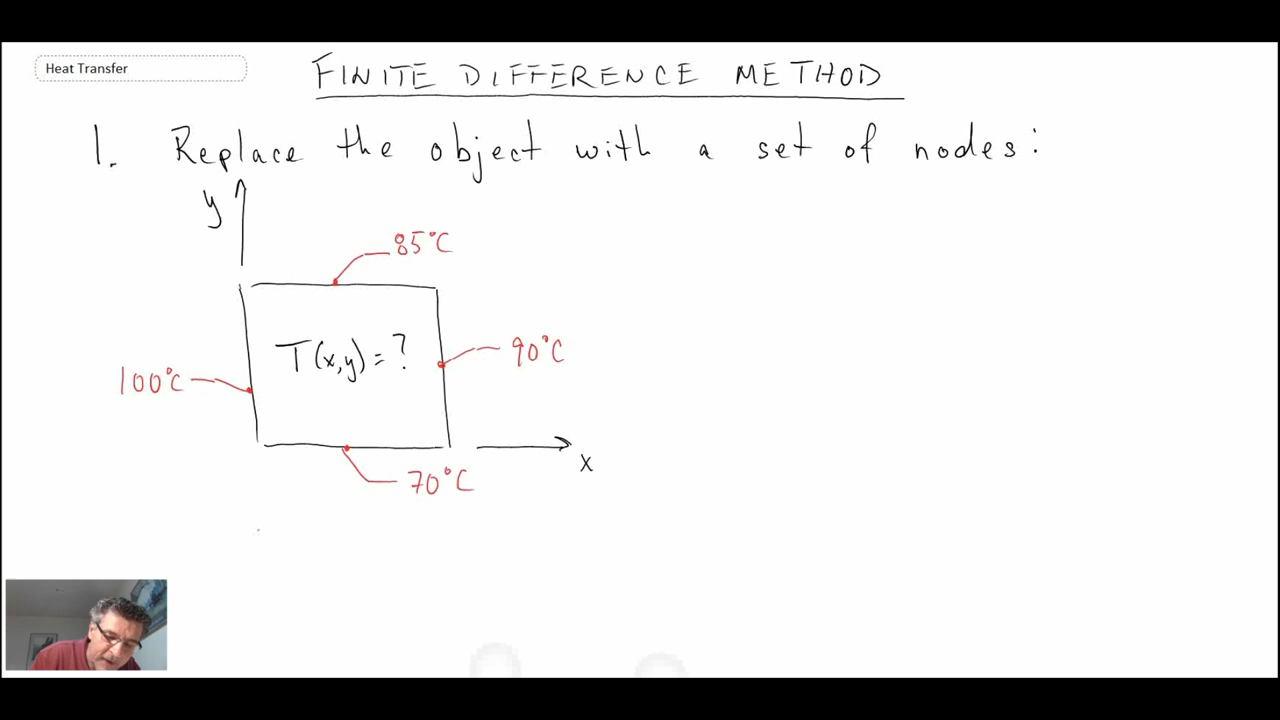 Heat Transfer
FINITE DIFFERENCE METHOD
1. Replace the object with a set of nodes:
y
85°C
T(x,y) = ?
90°C
100°C
x
70°C